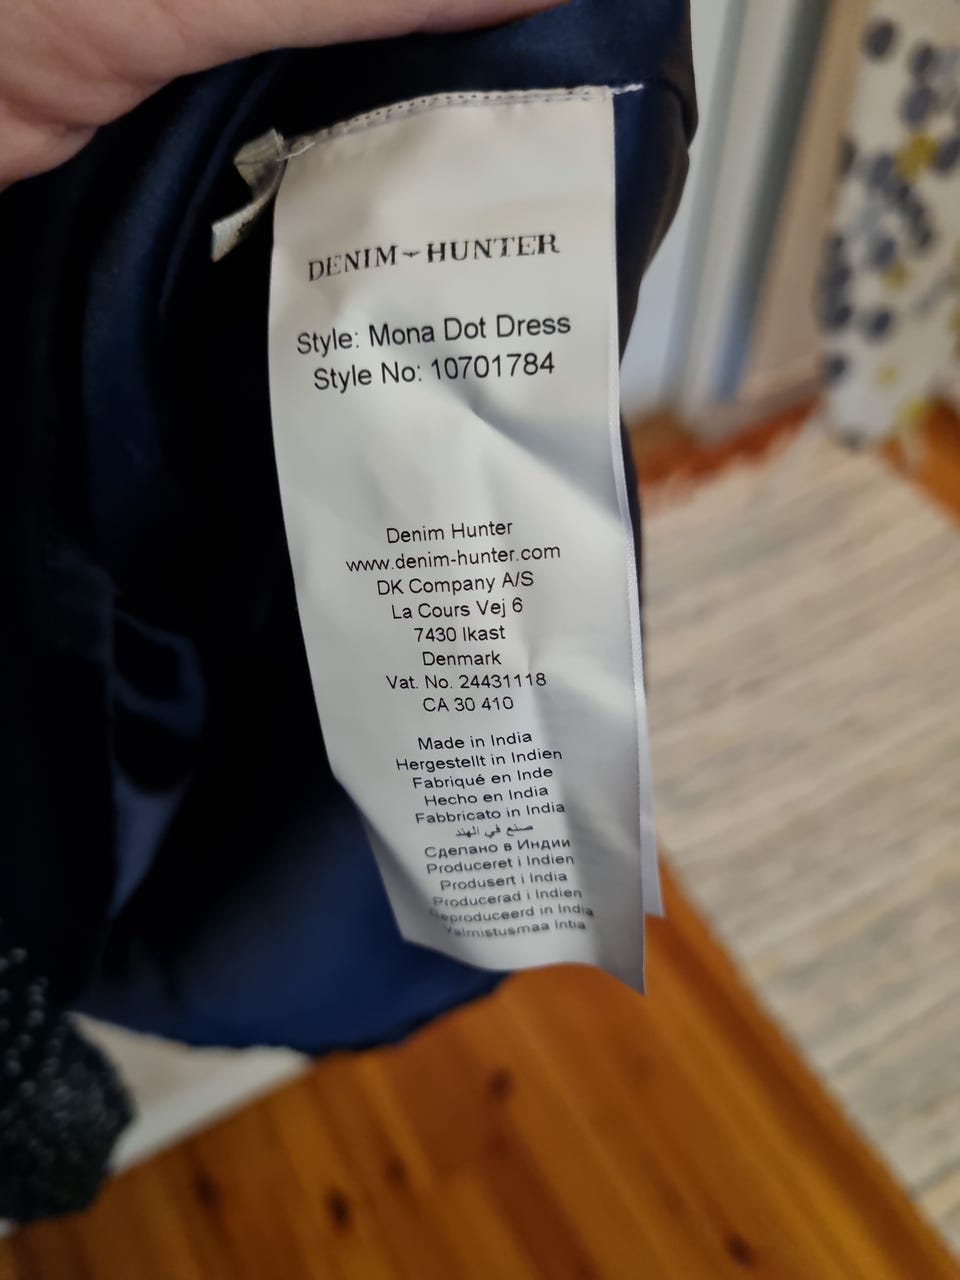 DENIM HUNTER
Style: Mona Dot Dress
Style No: 10701784
Denim Hunter
www.denim-hunter.com
DK Company A/S
La Cours Vej 6
7430 Ikast
Denmark
Vat. No. 24431118
CA 30 410
Made in India
Hergestellt in Indien
Fabriqué en Inde
Hecho en India
Fabbricato in India
صنع في الهند
Сделано в Индии
Produceret i Indien
Produsert i India
Producerad i Indien
Geproduceerd in India
Valmistusmaa Intia